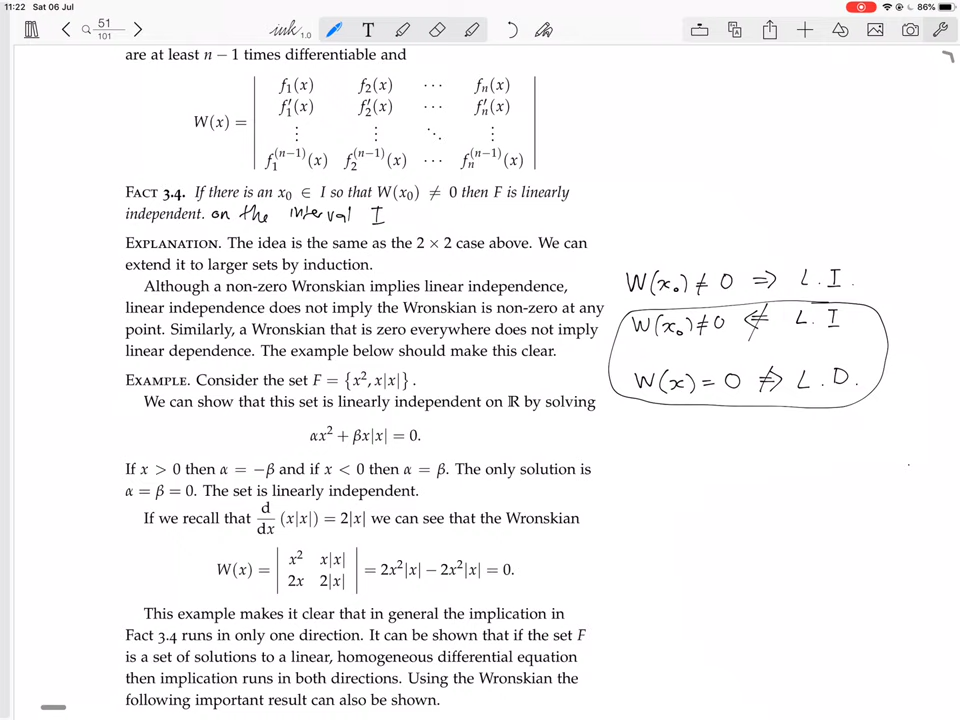 11:22 Sat 06 Jul
86%
51
101
ink 1.0
T
are at least n − 1 times differentiable and
W(x) = | f₁(x) f₂(x) ⋯ fₙ(x) |
| f₁′(x) f₂′(x) ⋯ fₙ′(x) |
| ⋮ ⋮ ⋱ ⋮ |
| f₁⁽ⁿ⁻¹⁾(x) f₂⁽ⁿ⁻¹⁾(x) ⋯ fₙ⁽ⁿ⁻¹⁾(x) |
FACT 3.4. If there is an x₀ ∈ I so that W(x₀) ≠ 0 then F is linearly
independent. on the interval I
EXPLANATION. The idea is the same as the 2 × 2 case above. We can
extend it to larger sets by induction.
Although a non-zero Wronskian implies linear independence,
linear independence does not imply the Wronskian is non-zero at any
point. Similarly, a Wronskian that is zero everywhere does not imply
linear dependence. The example below should make this clear.
W(x₀) ≠ 0 ⇒ L.I.
W(x₀) ≠ 0 ⇍ L.I
W(x) = 0 ⇏ L.D.
EXAMPLE. Consider the set F = {x², x|x|}.
We can show that this set is linearly independent on ℝ by solving
αx² + βx|x| = 0.
If x > 0 then α = −β and if x < 0 then α = β. The only solution is
α = β = 0. The set is linearly independent.
If we recall that d/dx (x|x|) = 2|x| we can see that the Wronskian
W(x) = | x² x|x| |
| 2x 2|x| | = 2x²|x| − 2x²|x| = 0.
This example makes it clear that in general the implication in
Fact 3.4 runs in only one direction. It can be shown that if the set F
is a set of solutions to a linear, homogeneous differential equation
then implication runs in both directions. Using the Wronskian the
following important result can also be shown.